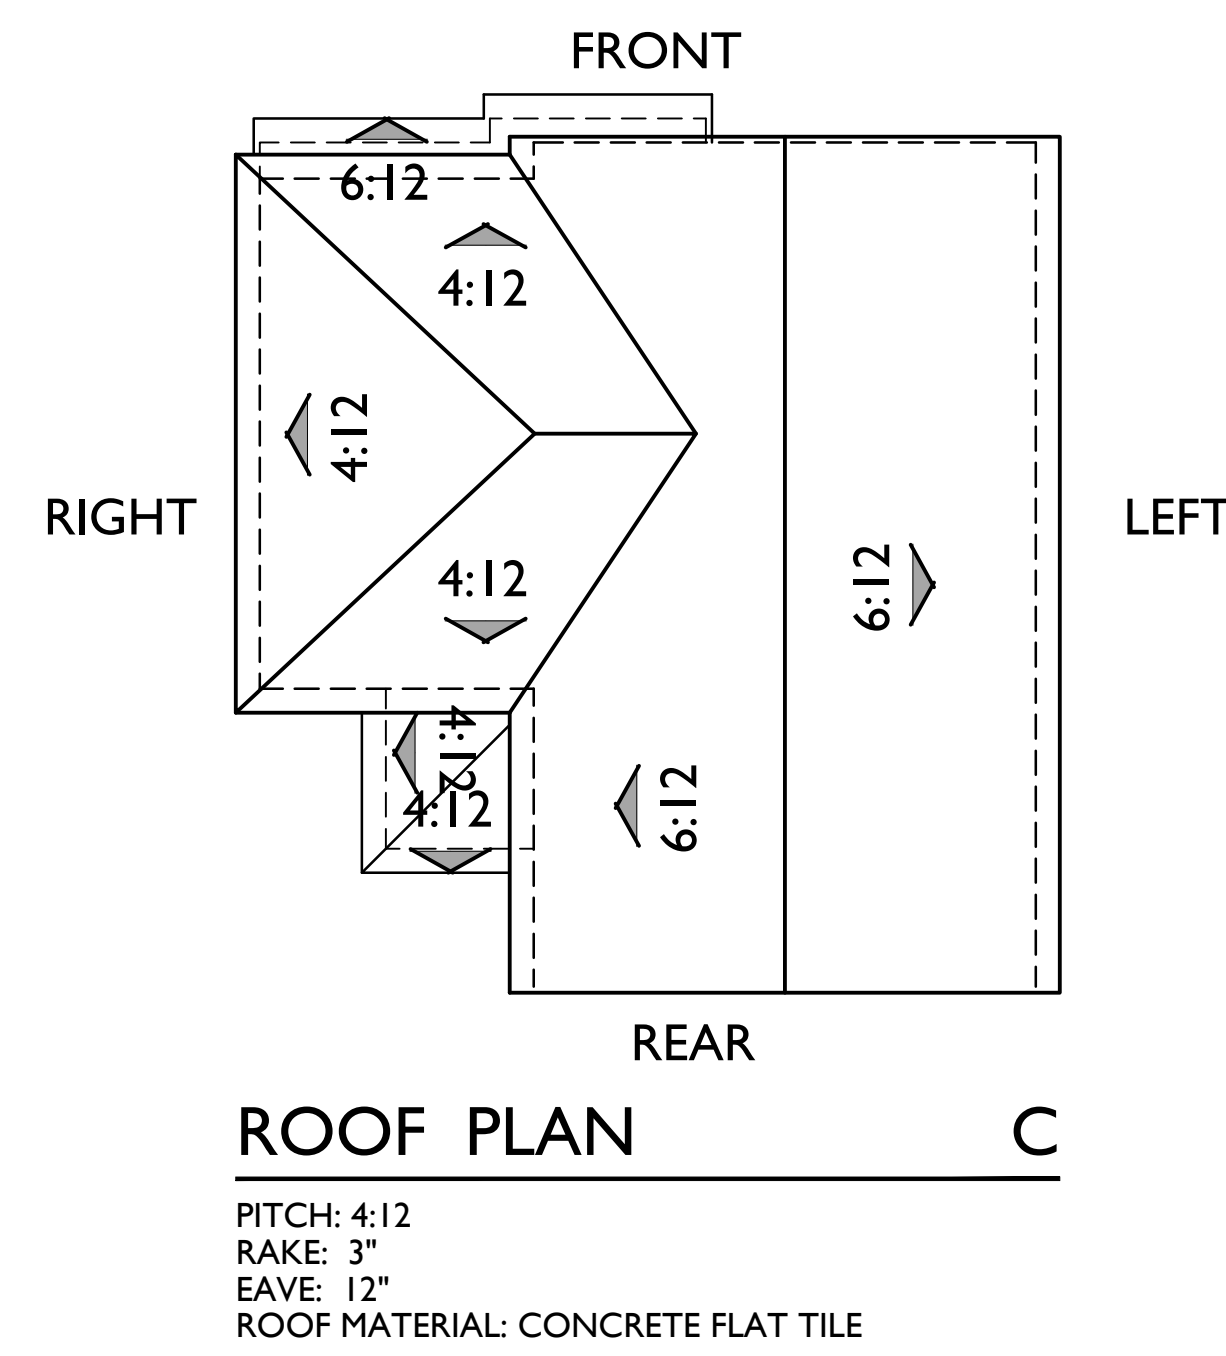 FRONT
6:12
4:12
4:12
RIGHT
LEFT
4:12
6:12
4:12
4:12
6:12
REAR
ROOF PLAN C
PITCH: 4:12
RAKE: 3"
EAVE: 12"
ROOF MATERIAL: CONCRETE FLAT TILE